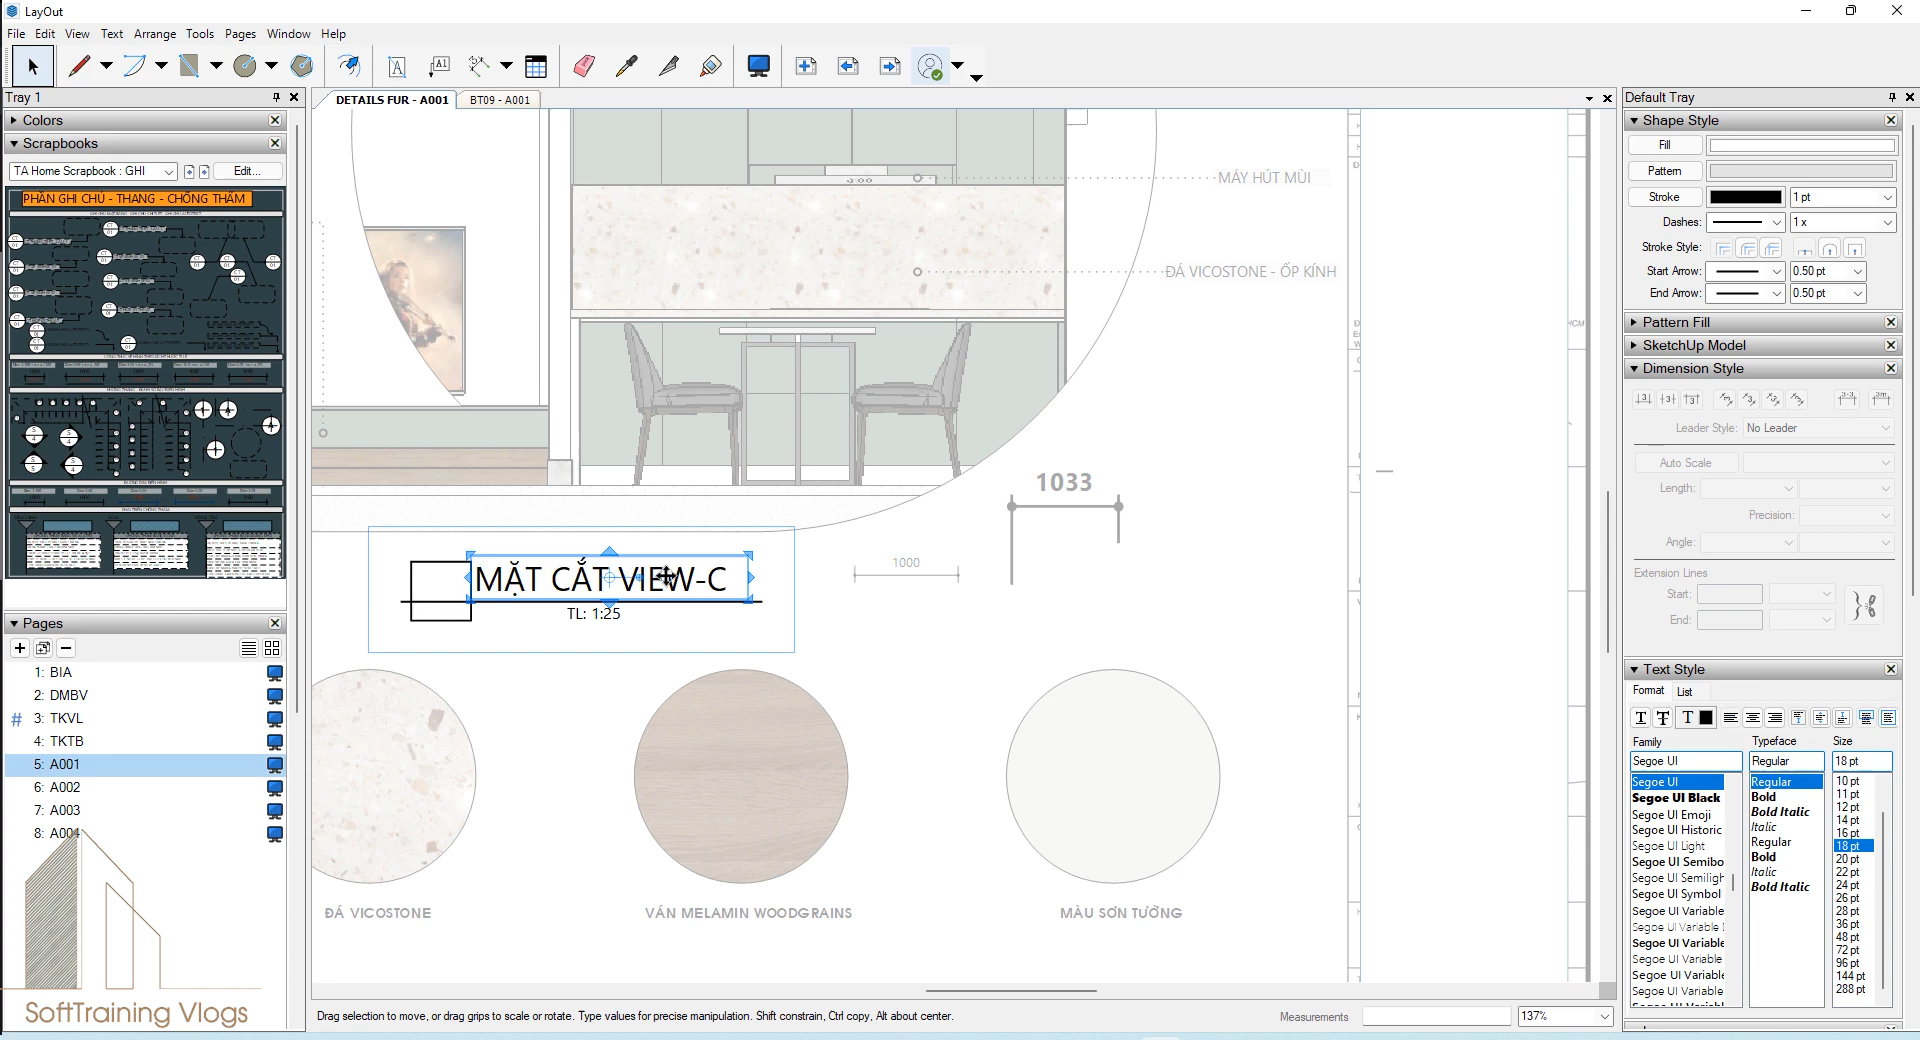 LayOut
File Edit View Text Arrange Tools Pages Window Help
Tray 1
Colors
Scrapbooks
TA Home Scrapbook : GHI
Edit...
PHẦN GHI CHÚ - THANG - CHỐNG THẤM
Pages
1: BIA
2: DMBV
# 3: TKVL
4: TKTB
5: A001
6: A002
7: A003
8: A004
SoftTraining Vlogs
DETAILS FUR - A001
BT09 - A001
MÁY HÚT MÙI
ĐÁ VICOSTONE - ỐP KÍNH
1033
1000
MẶT CẮT VIEW-C
TL: 1:25
ĐÁ VICOSTONE
VÁN MELAMIN WOODGRAINS
MÀU SƠN TƯỜNG
HCM
Drag selection to move, or drag grips to scale or rotate. Type values for precise manipulation. Shift constrain, Ctrl copy, Alt about center.
Measurements
137%
Default Tray
Shape Style
Fill
Pattern
Stroke
1 pt
Dashes:
1 x
Stroke Style:
Start Arrow:
0.50 pt
End Arrow:
0.50 pt
Pattern Fill
SketchUp Model
Dimension Style
Leader Style: No Leader
Auto Scale
Length:
Precision:
Angle:
Extension Lines
Start:
End:
Text Style
Format List
Family Typeface Size
Segoe UI Regular 18 pt
Segoe UI
Segoe UI Black
Segoe UI Emoji
Segoe UI Historic
Segoe UI Light
Segoe UI Semibo
Segoe UI Semiligh
Segoe UI Symbol
Segoe UI Variable
Segoe UI Variable
Segoe UI Variable
Segoe UI Variable
Segoe UI Variable
Segoe UI Variable
Regular
Bold
Bold Italic
Italic
Regular
Bold
Italic
Bold Italic
10 pt
11 pt
12 pt
14 pt
16 pt
18 pt
20 pt
22 pt
24 pt
26 pt
28 pt
36 pt
48 pt
72 pt
96 pt
144 pt
288 pt